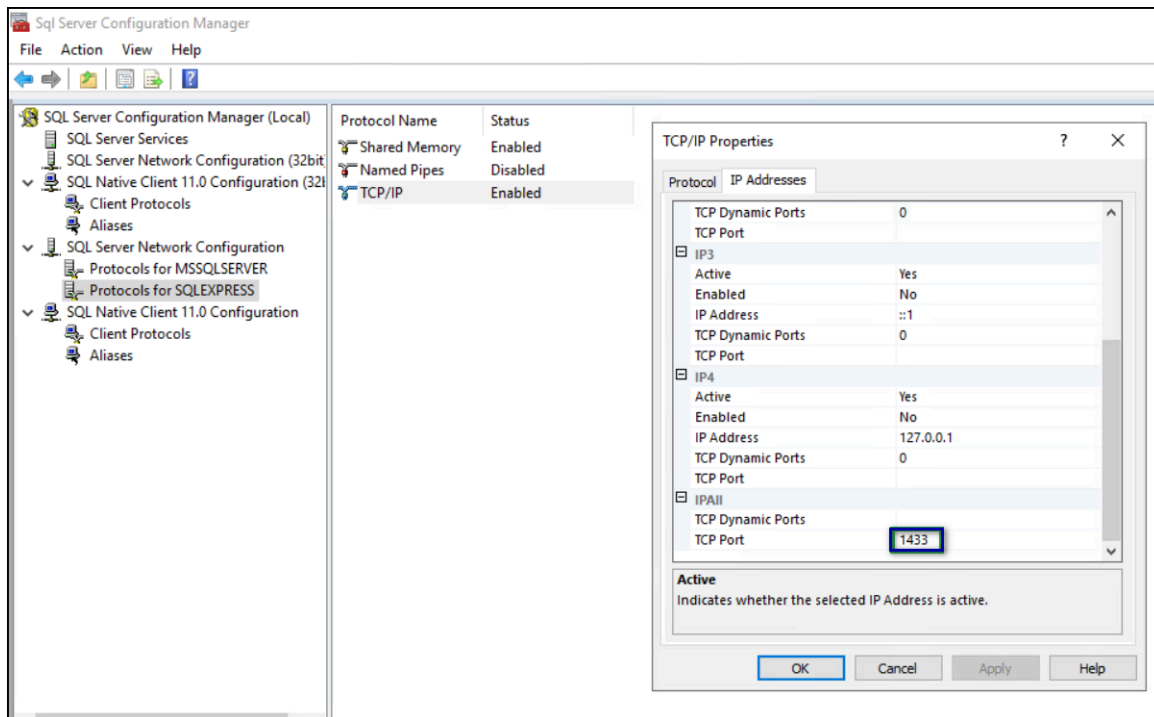 Sql Server Configuration Manager
File Action View Help
SQL Server Configuration Manager (Local)
SQL Server Services
SQL Server Network Configuration (32bit
SQL Native Client 11.0 Configuration (32
Client Protocols
Aliases
SQL Server Network Configuration
Protocols for MSSQLSERVER
Protocols for SQLEXPRESS
SQL Native Client 11.0 Configuration
Client Protocols
Aliases
Protocol Name Status
Shared Memory Enabled
Named Pipes Disabled
TCP/IP Enabled
TCP/IP Properties ?
Protocol IP Addresses
TCP Dynamic Ports 0
TCP Port
IP3
Active Yes
Enabled No
IP Address ::1
TCP Dynamic Ports 0
TCP Port
IP4
Active Yes
Enabled No
IP Address 127.0.0.1
TCP Dynamic Ports 0
TCP Port
IPAll
TCP Dynamic Ports
TCP Port 1433
Active
Indicates whether the selected IP Address is active.
OK Cancel Apply Help